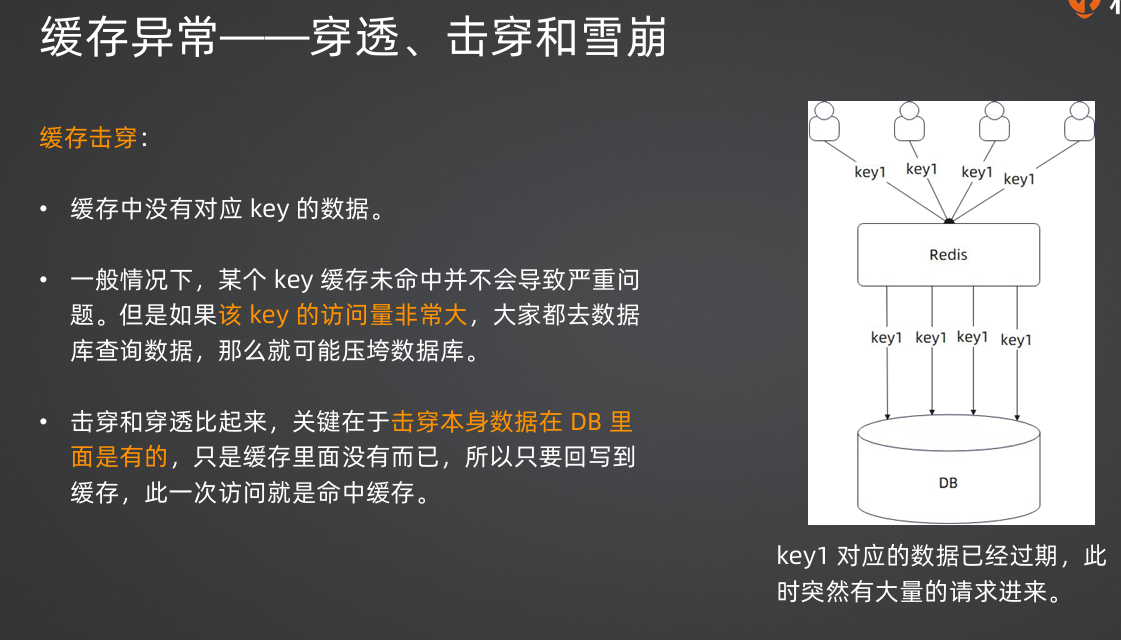 缓存异常——穿透、击穿和雪崩
缓存击穿：
• 缓存中没有对应 key 的数据。
• 一般情况下，某个 key 缓存未命中并不会导致严重问
题。但是如果该 key 的访问量非常大，大家都去数据
库查询数据，那么就可能压垮数据库。
• 击穿和穿透比起来，关键在于击穿本身数据在 DB 里
面是有的，只是缓存里面没有而已，所以只要回写到
缓存，此一次访问就是命中缓存。
key1 key1 key1 key1
Redis
key1 key1 key1 key1
DB
key1 对应的数据已经过期，此
时突然有大量的请求进来。